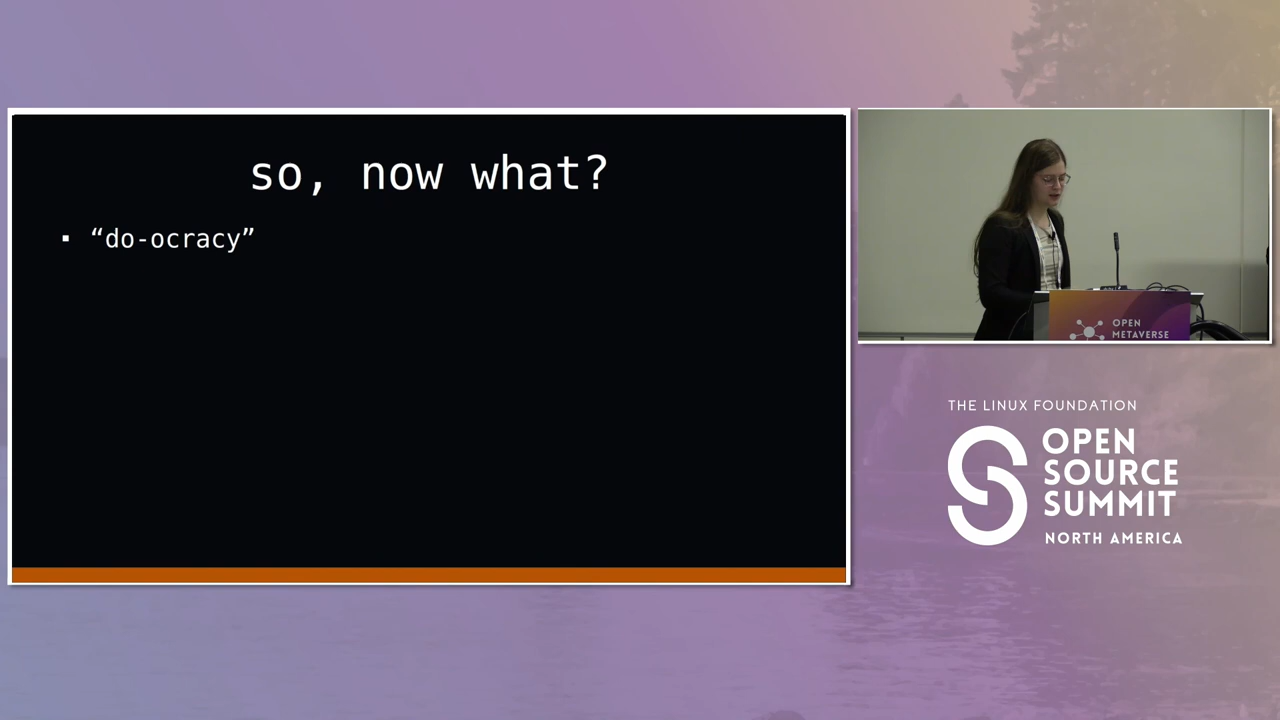 so, now what?
▪ “do-ocracy”
OPEN
METAVERSE
THE LINUX FOUNDATION
OPEN
SOURCE
SUMMIT
NORTH AMERICA